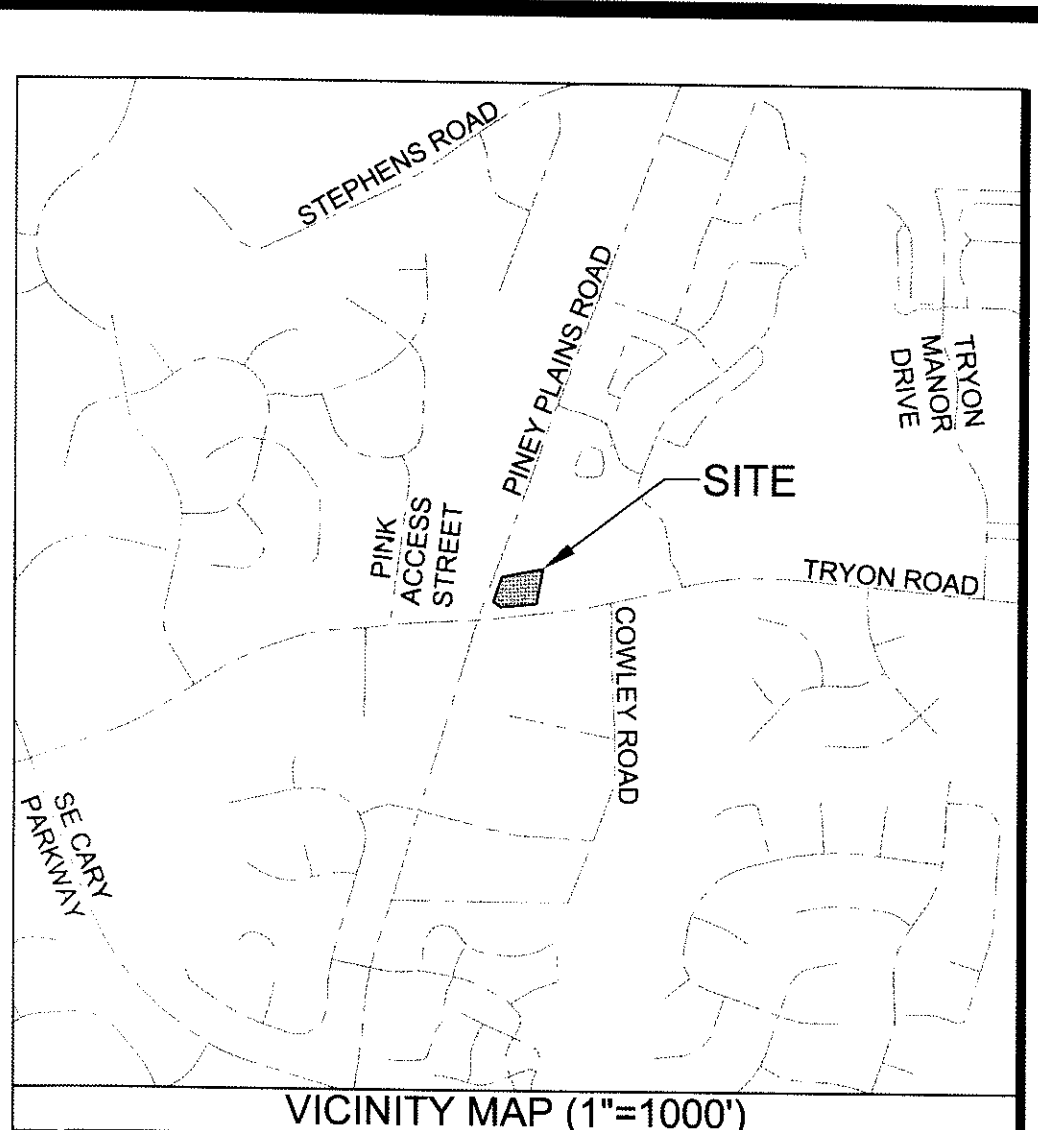 STEPHENS ROAD
PINEY PLAINS ROAD
TRYON
MANOR
DRIVE
SITE
PINK
ACCESS
STREET
TRYON ROAD
COWLEY ROAD
SE CARY
PARKWAY
VICINITY MAP (1"=1000')